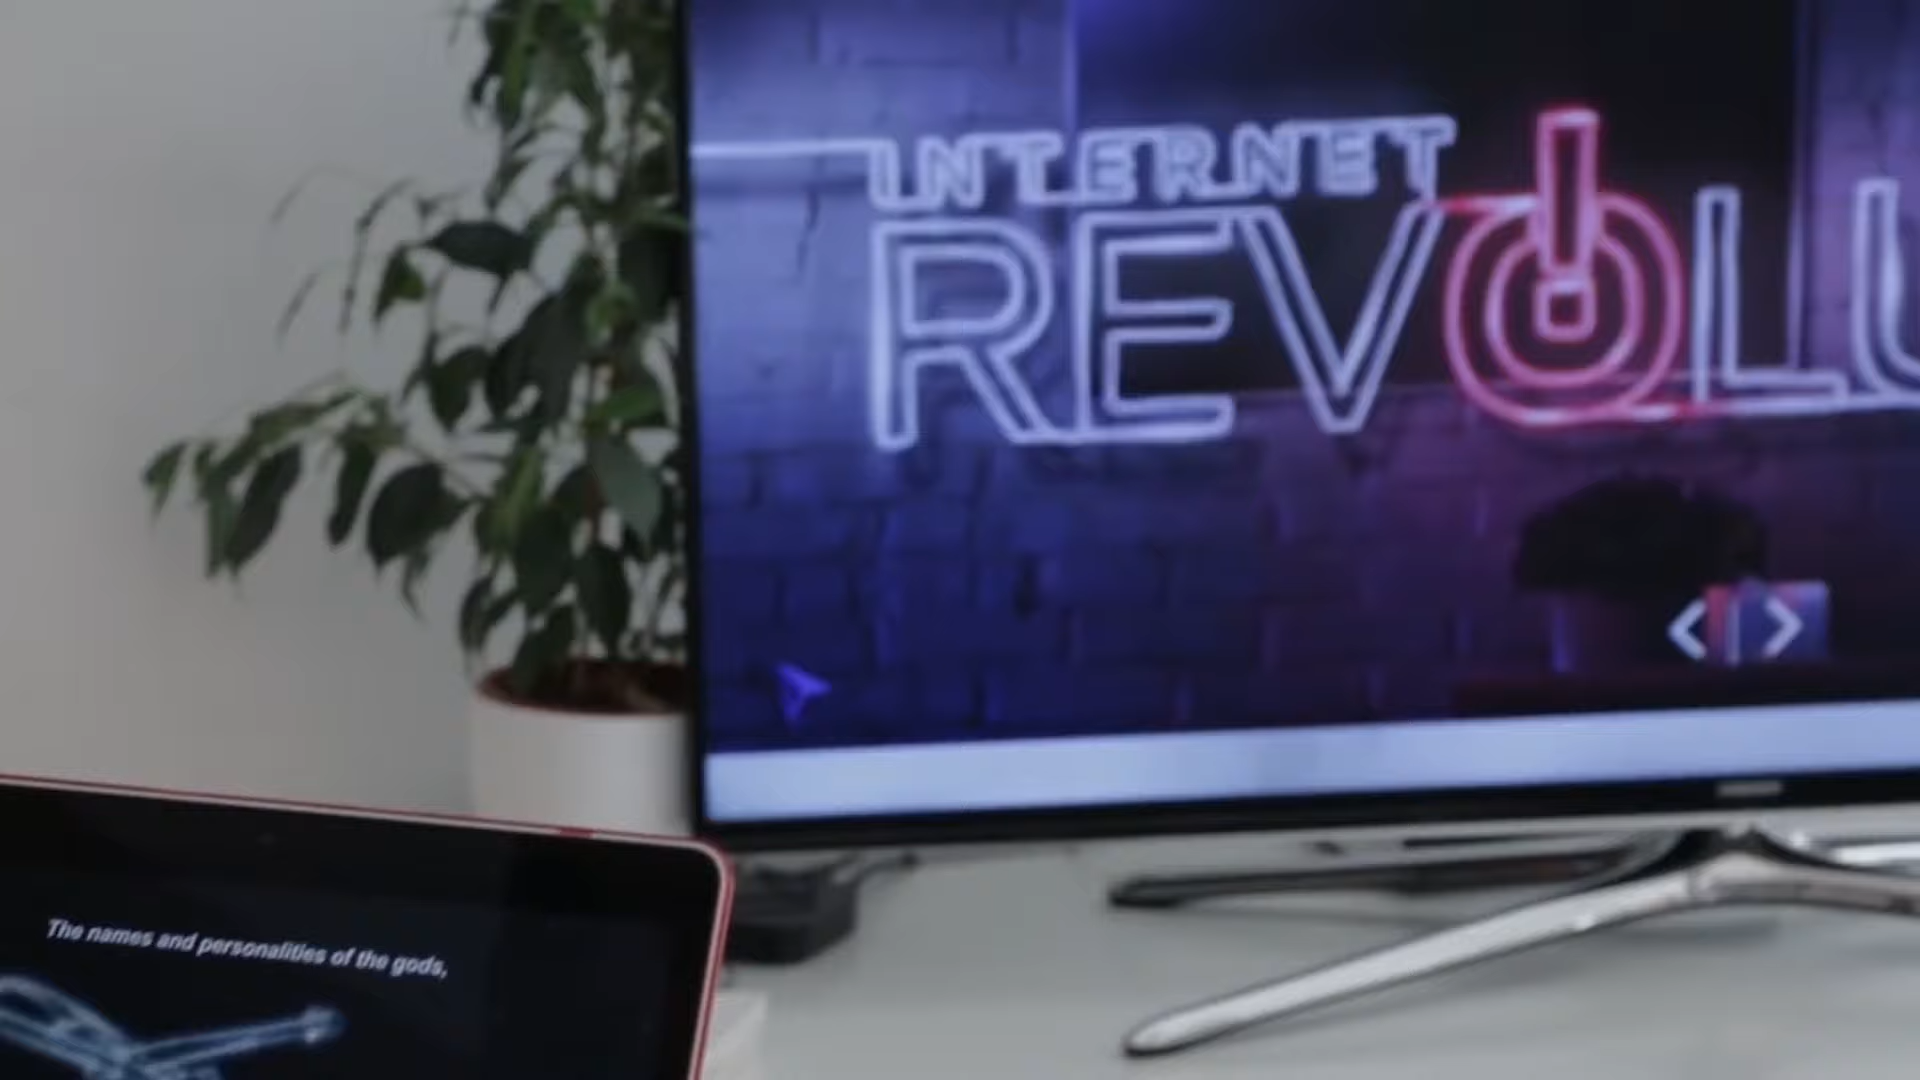 INTERNET
REVOLU
The names and personalities of the gods,